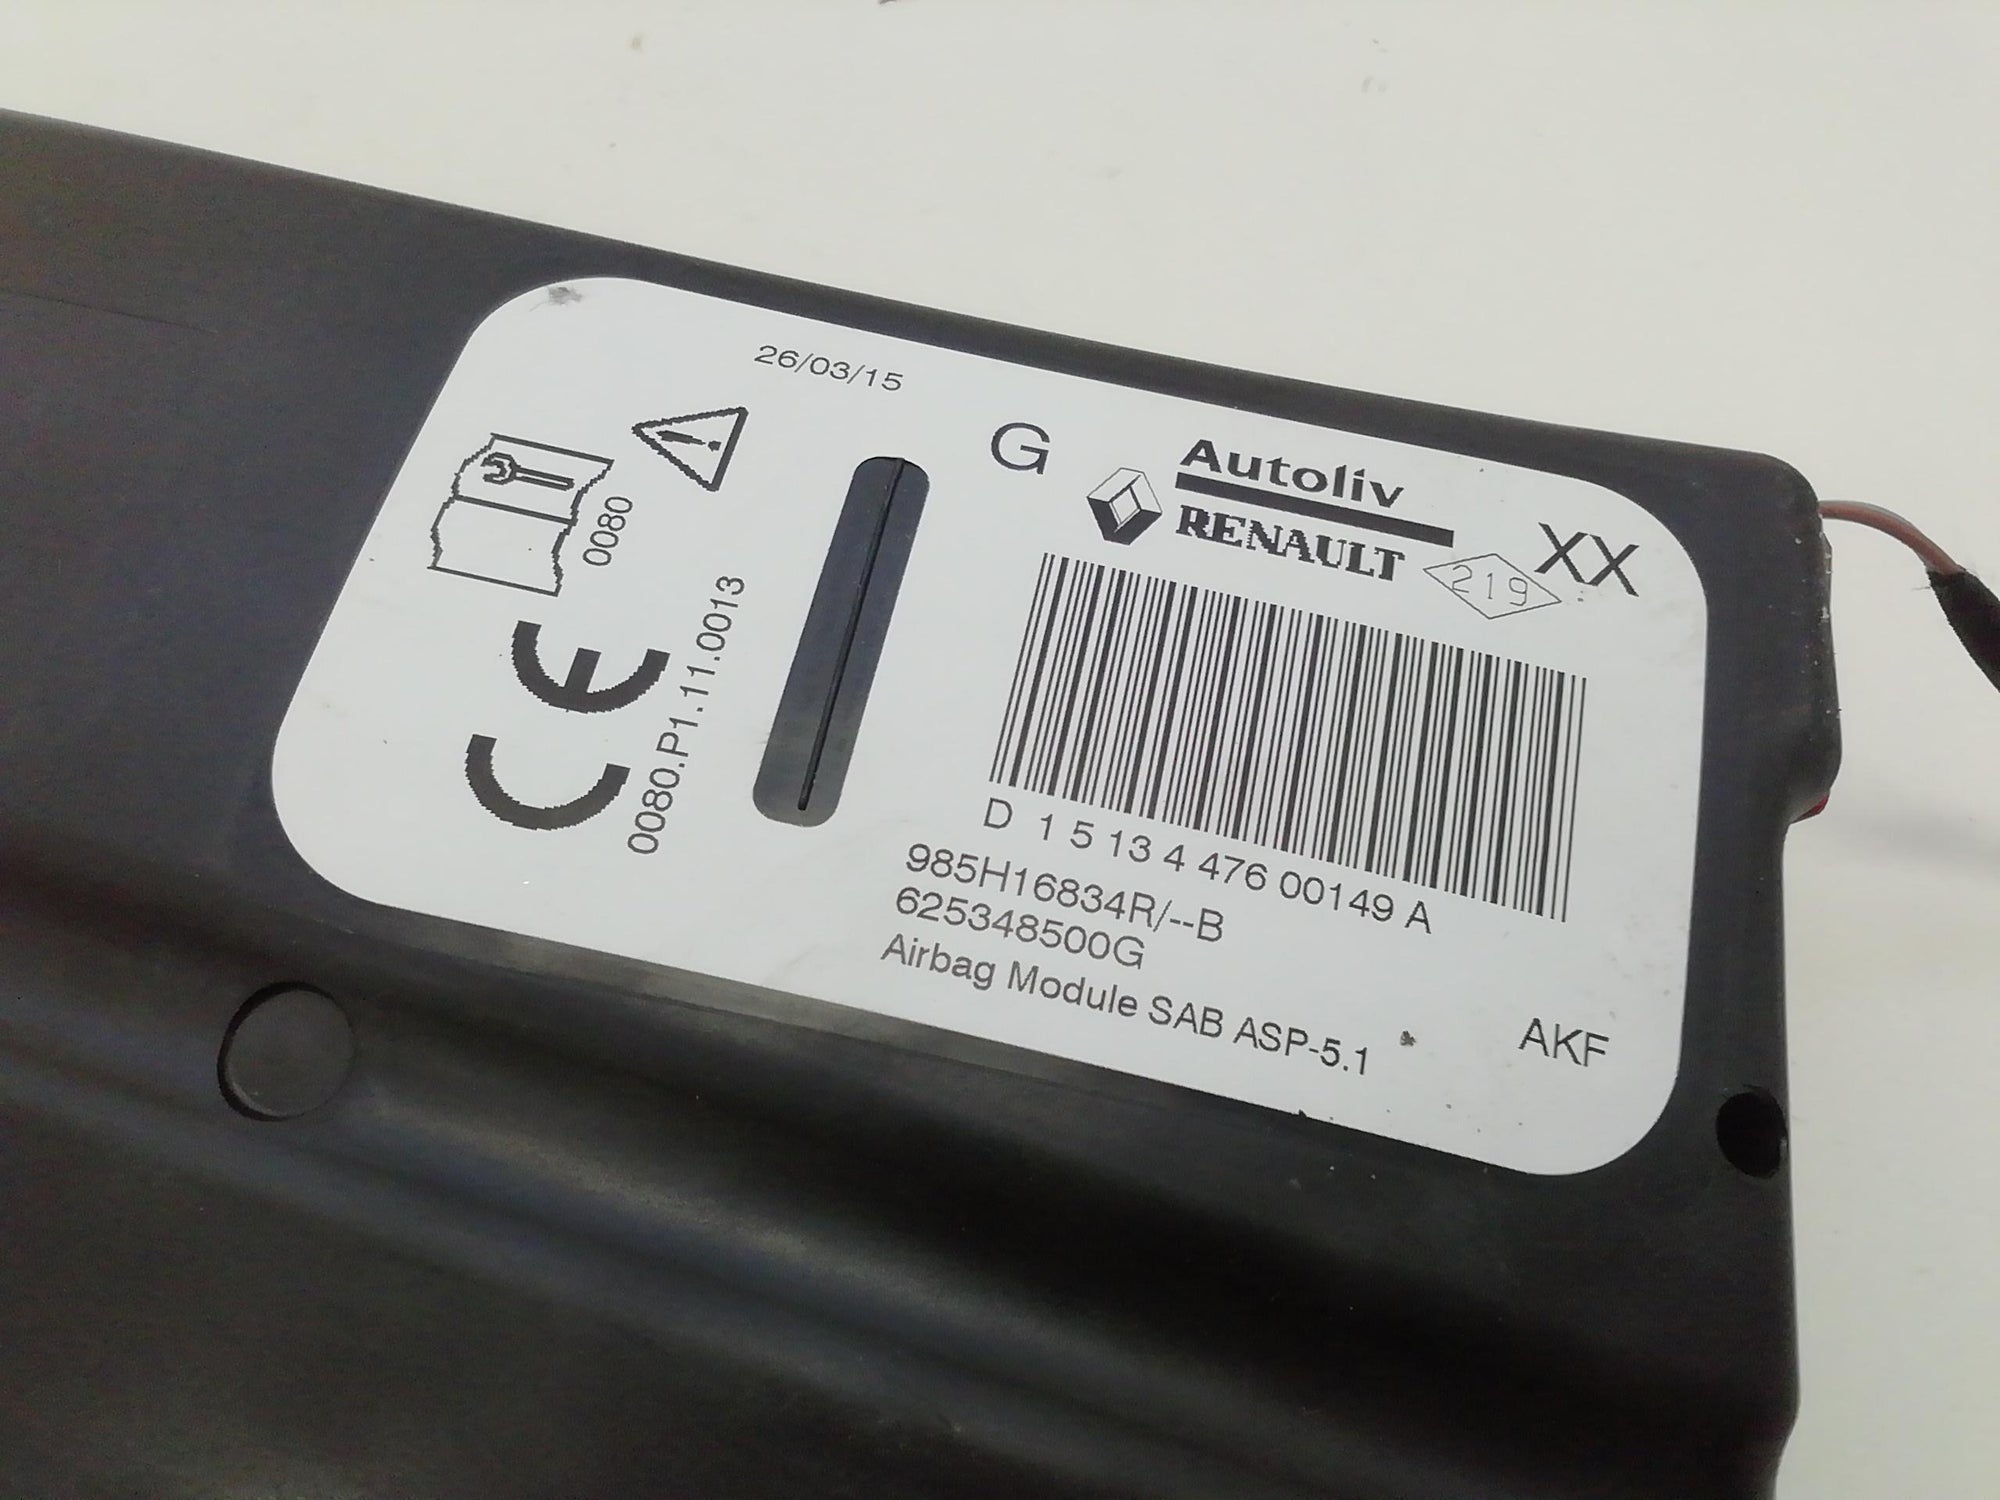 26/03/15
G
Autoliv
RENAULT
219
XX
0080
CE
0080.P1.11.0013
D 1 5 13 4 476 00149 A
985H16834R/--B
625348500G
Airbag Module SAB ASP-5.1
AKF